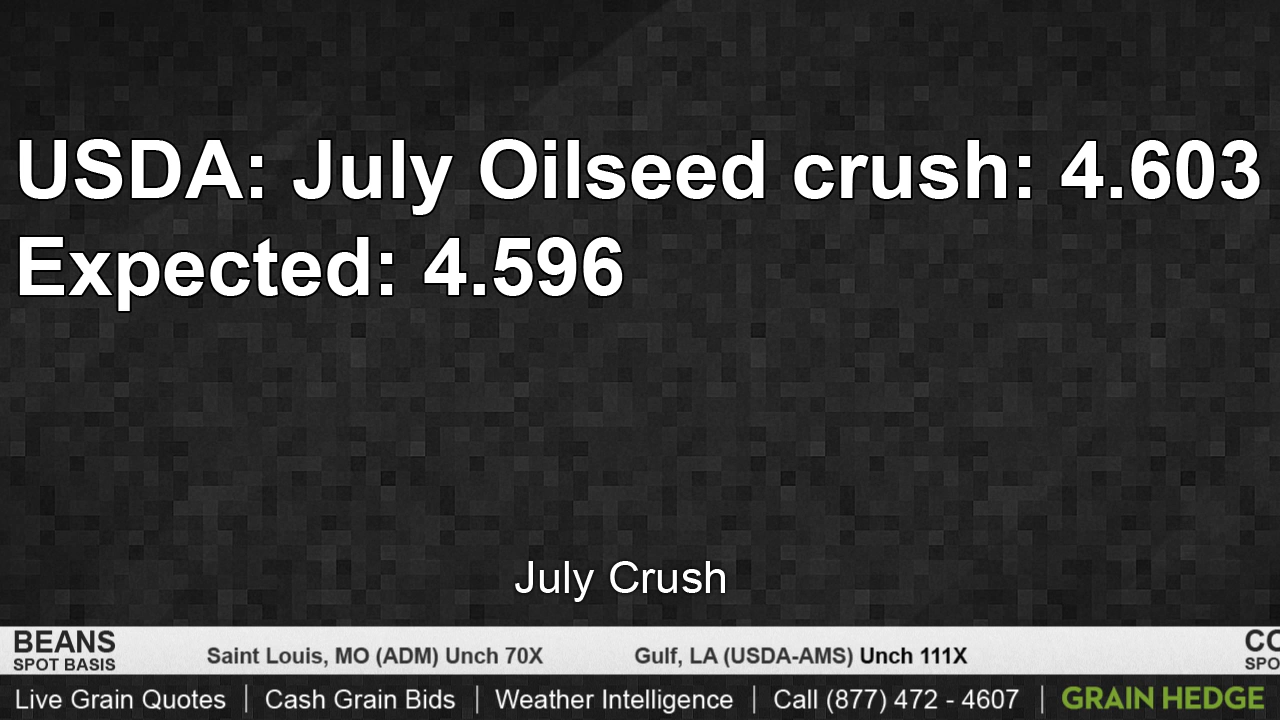 USDA: July Oilseed crush: 4.603
Expected: 4.596
July Crush
BEANS
SPOT BASIS
Saint Louis, MO (ADM) Unch 70X
Gulf, LA (USDA-AMS) Unch 111X
CO
SPO
Live Grain Quotes | Cash Grain Bids | Weather Intelligence | Call (877) 472 - 4607 | GRAIN HEDGE